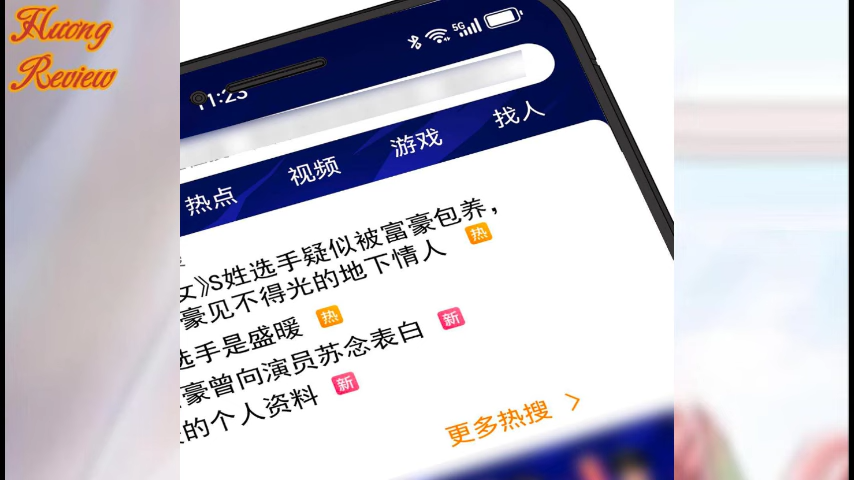 Hương
Review
5G
11:23
热点 视频 游戏 找人
女》S姓选手疑似被富豪包养，
豪见不得光的地下情人 热
选手是盛暖 热
豪曾向演员苏念表白 新
的个人资料 新
更多热搜 >